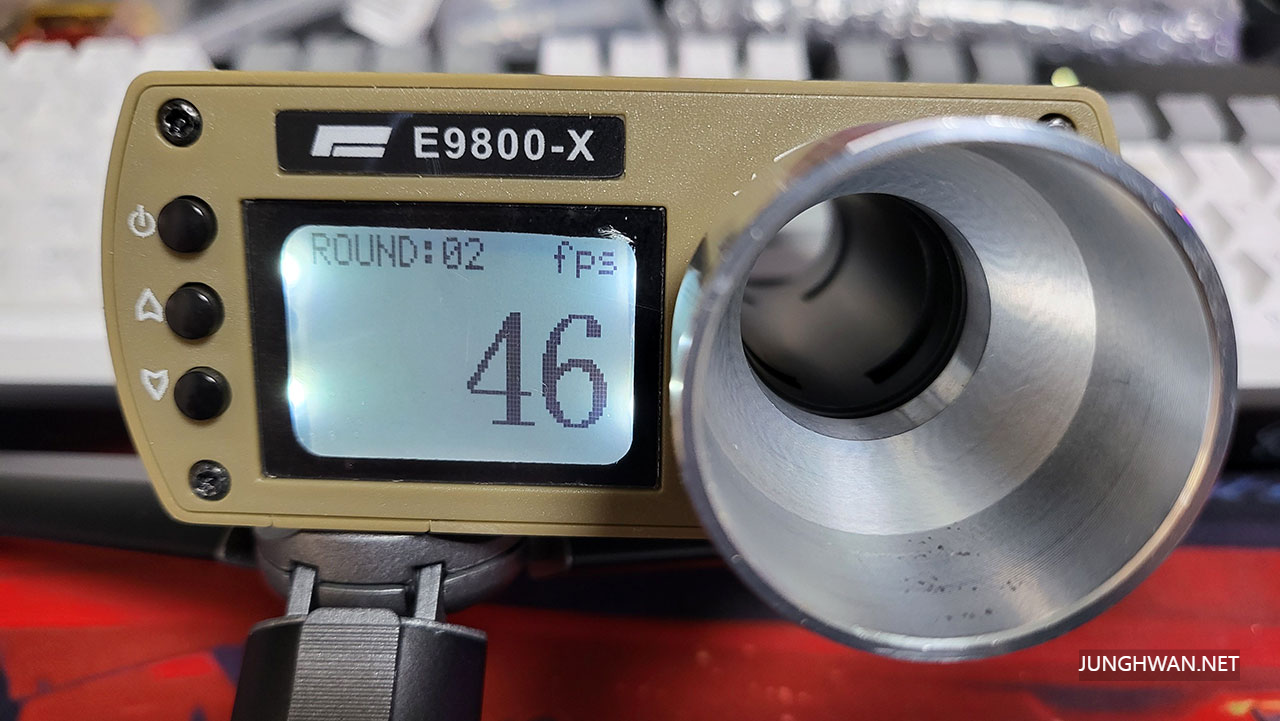 E9800-X
ROUND:02 fps
46
JUNGHWAN.NET